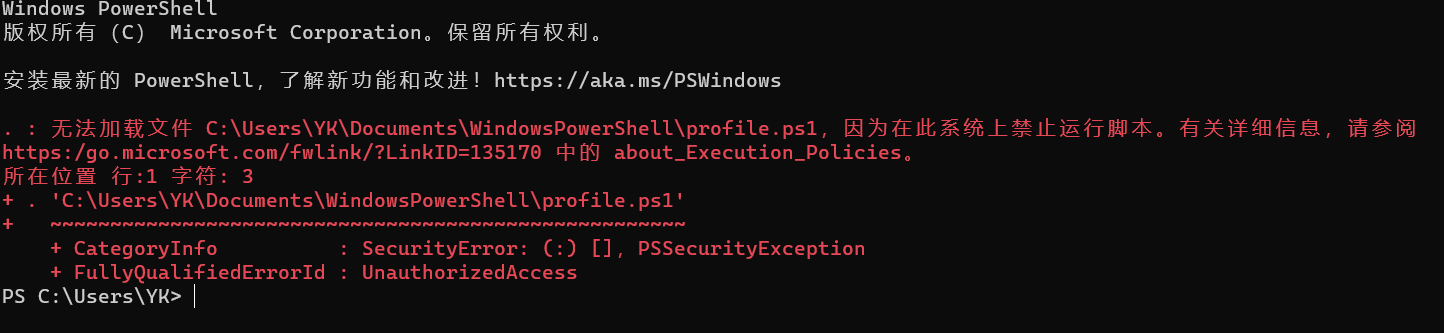 Windows PowerShell
版权所有 (C)  Microsoft Corporation。保留所有权利。
安装最新的 PowerShell，了解新功能和改进！https://aka.ms/PSWindows
. : 无法加载文件 C:\Users\YK\Documents\WindowsPowerShell\profile.ps1，因为在此系统上禁止运行脚本。有关详细信息，请参阅
https:/go.microsoft.com/fwlink/?LinkID=135170 中的 about_Execution_Policies。
所在位置 行:1 字符: 3
+ . 'C:\Users\YK\Documents\WindowsPowerShell\profile.ps1'
+   ~~~~~~~~~~~~~~~~~~~~~~~~~~~~~~~~~~~~~~~~~~~~~~~~~~~~~
    + CategoryInfo          : SecurityError: (:) []，PSSecurityException
    + FullyQualifiedErrorId : UnauthorizedAccess
PS C:\Users\YK>